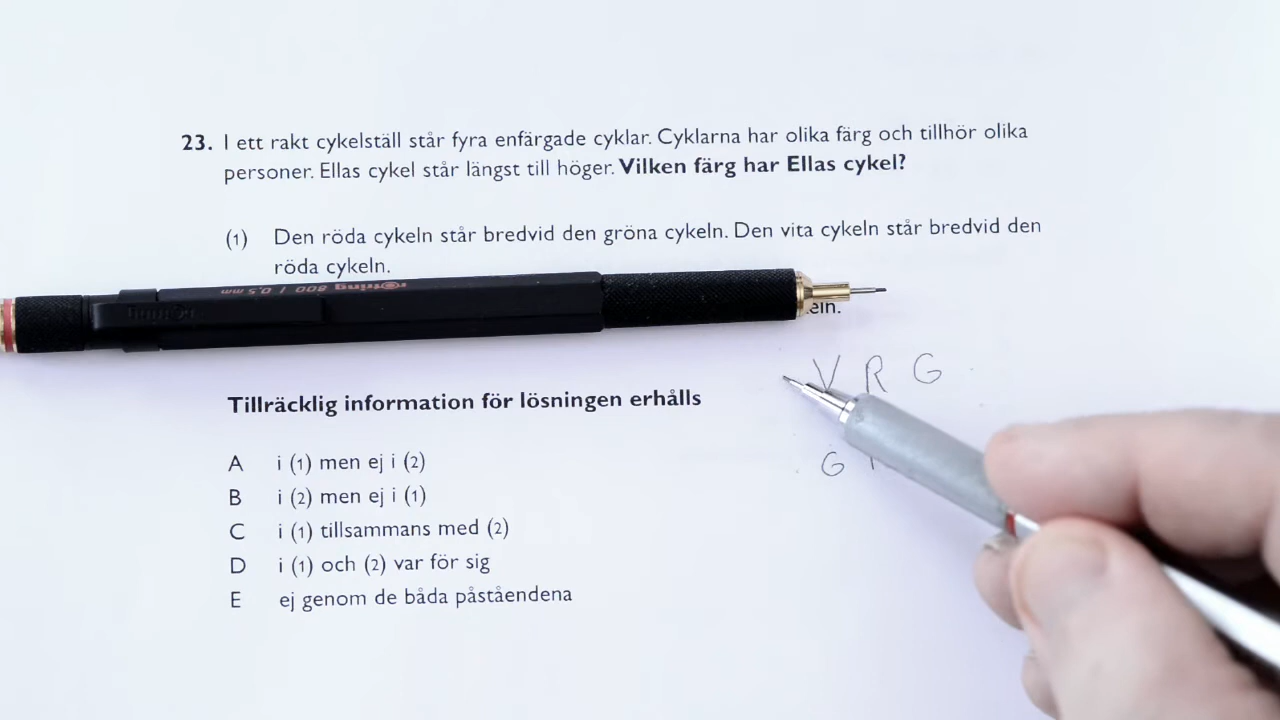 23. I ett rakt cykelställ står fyra enfärgade cyklar. Cyklarna har olika färg och tillhör olika
personer. Ellas cykel står längst till höger. Vilken färg har Ellas cykel?
(1) Den röda cykeln står bredvid den gröna cykeln. Den vita cykeln står bredvid den
röda cykeln.
rotring 800 / 0,5 mm
V R G
Tillräcklig information för lösningen erhålls
A i (1) men ej i (2)
G
B i (2) men ej i (1)
C i (1) tillsammans med (2)
D i (1) och (2) var för sig
E ej genom de båda påståendena